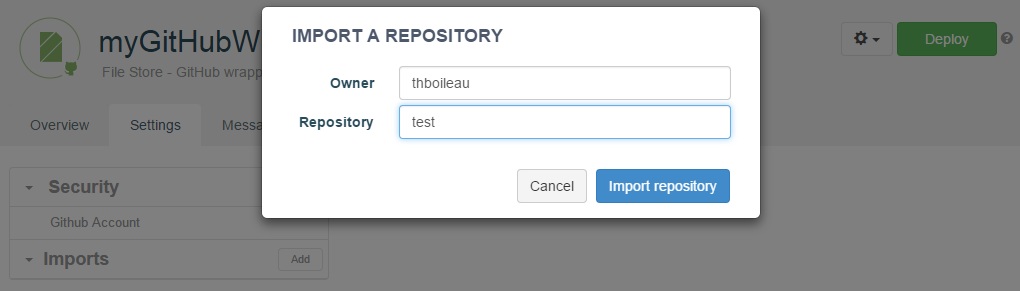 IMPORT A REPOSITORY
Owner thboileau
Repository test
Cancel Import repository
myGitHubW
File Store - GitHub wrapp
Deploy
Overview Settings Messa
Security
Github Account
Imports Add